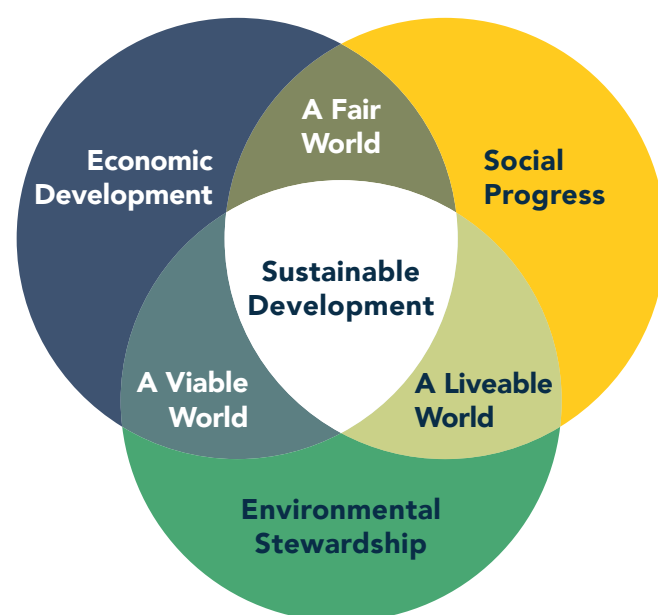 A Fair
World
Economic
Development
Social
Progress
Sustainable
Development
A Viable
World
A Liveable
World
Environmental
Stewardship